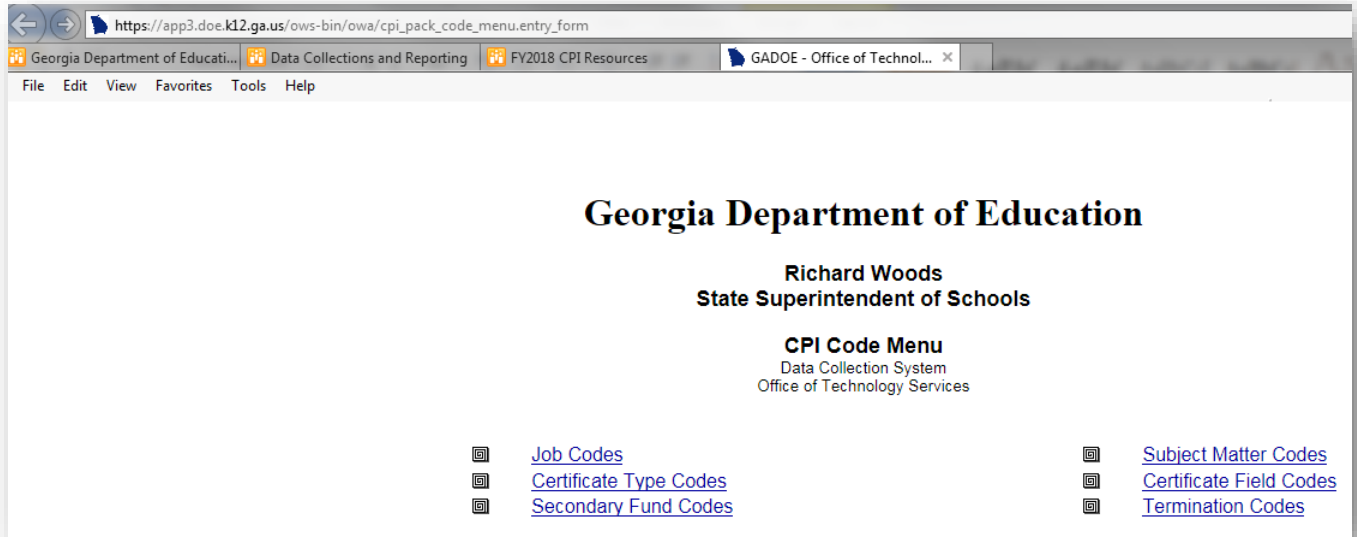 https://app3.doe.k12.ga.us/ows-bin/owa/cpi_pack_code_menu.entry_form
Georgia Department of Educati... Data Collections and Reporting FY2018 CPI Resources GADOE - Office of Technol...
File Edit View Favorites Tools Help
Georgia Department of Education
Richard Woods
State Superintendent of Schools
CPI Code Menu
Data Collection System
Office of Technology Services
Job Codes Subject Matter Codes
Certificate Type Codes Certificate Field Codes
Secondary Fund Codes Termination Codes